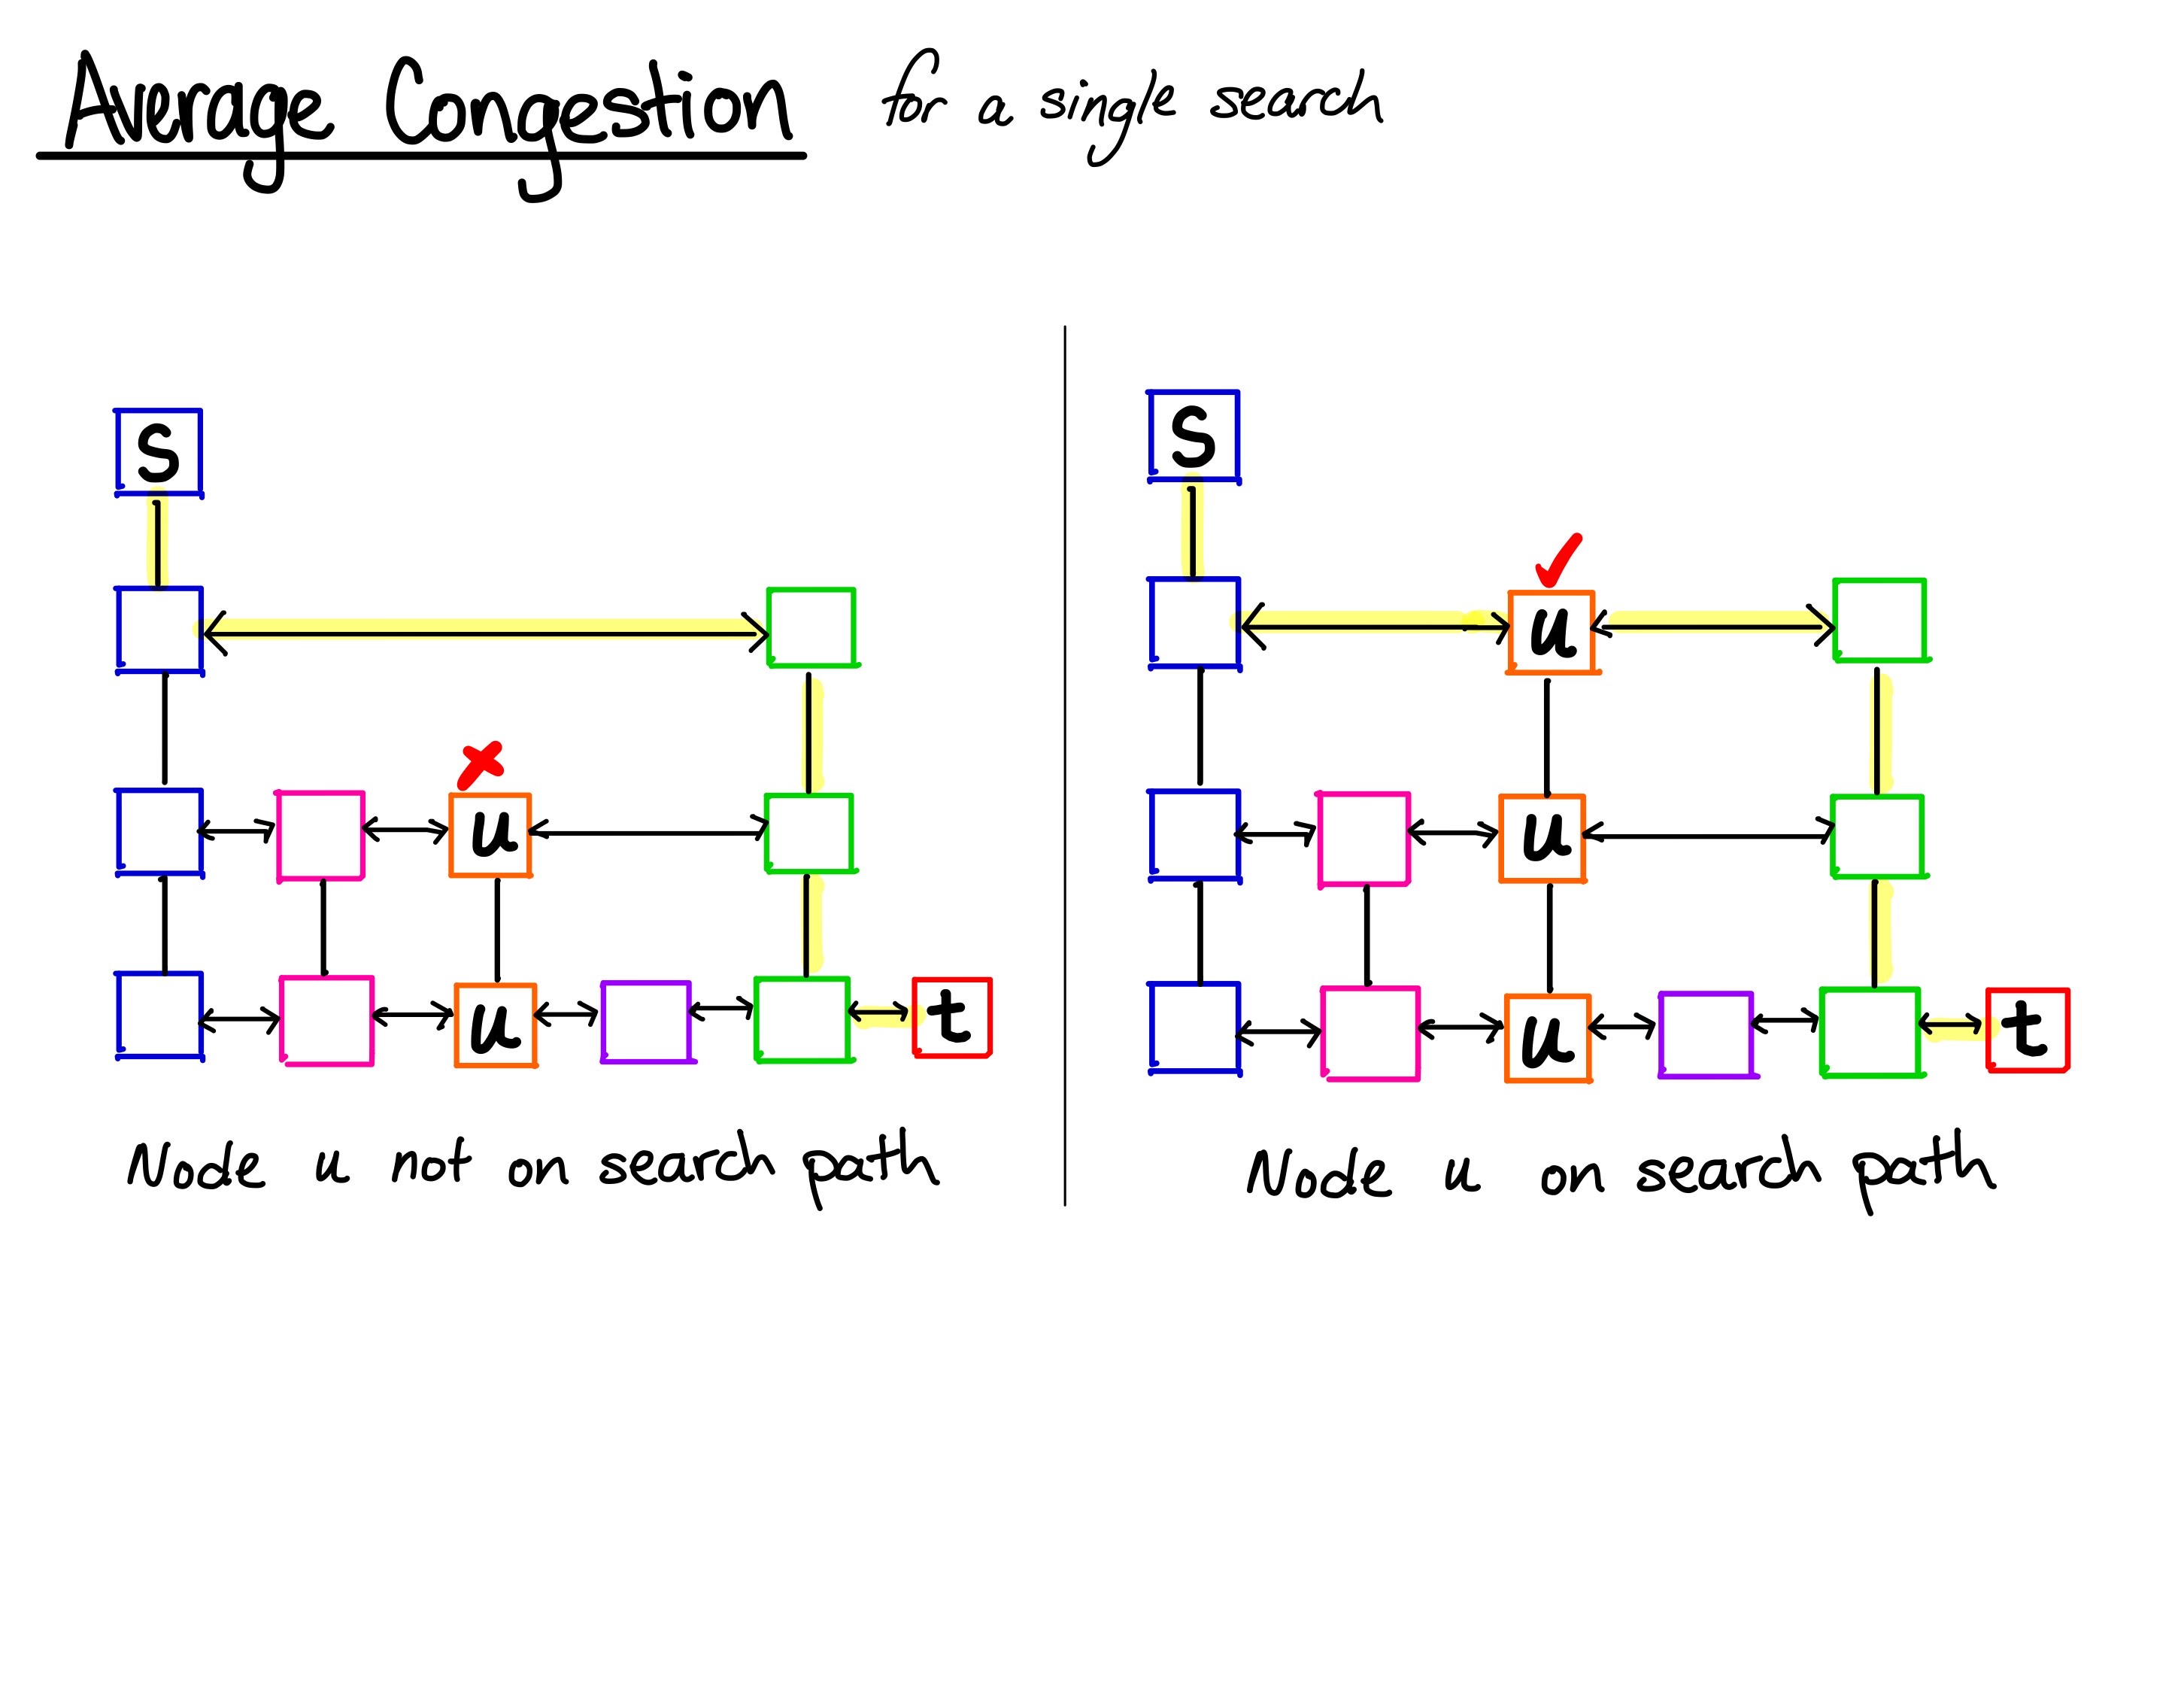 Average Congestion for a single search
S
u
u
t
Node u not on search path
S
u
u
u
t
Node u on search path